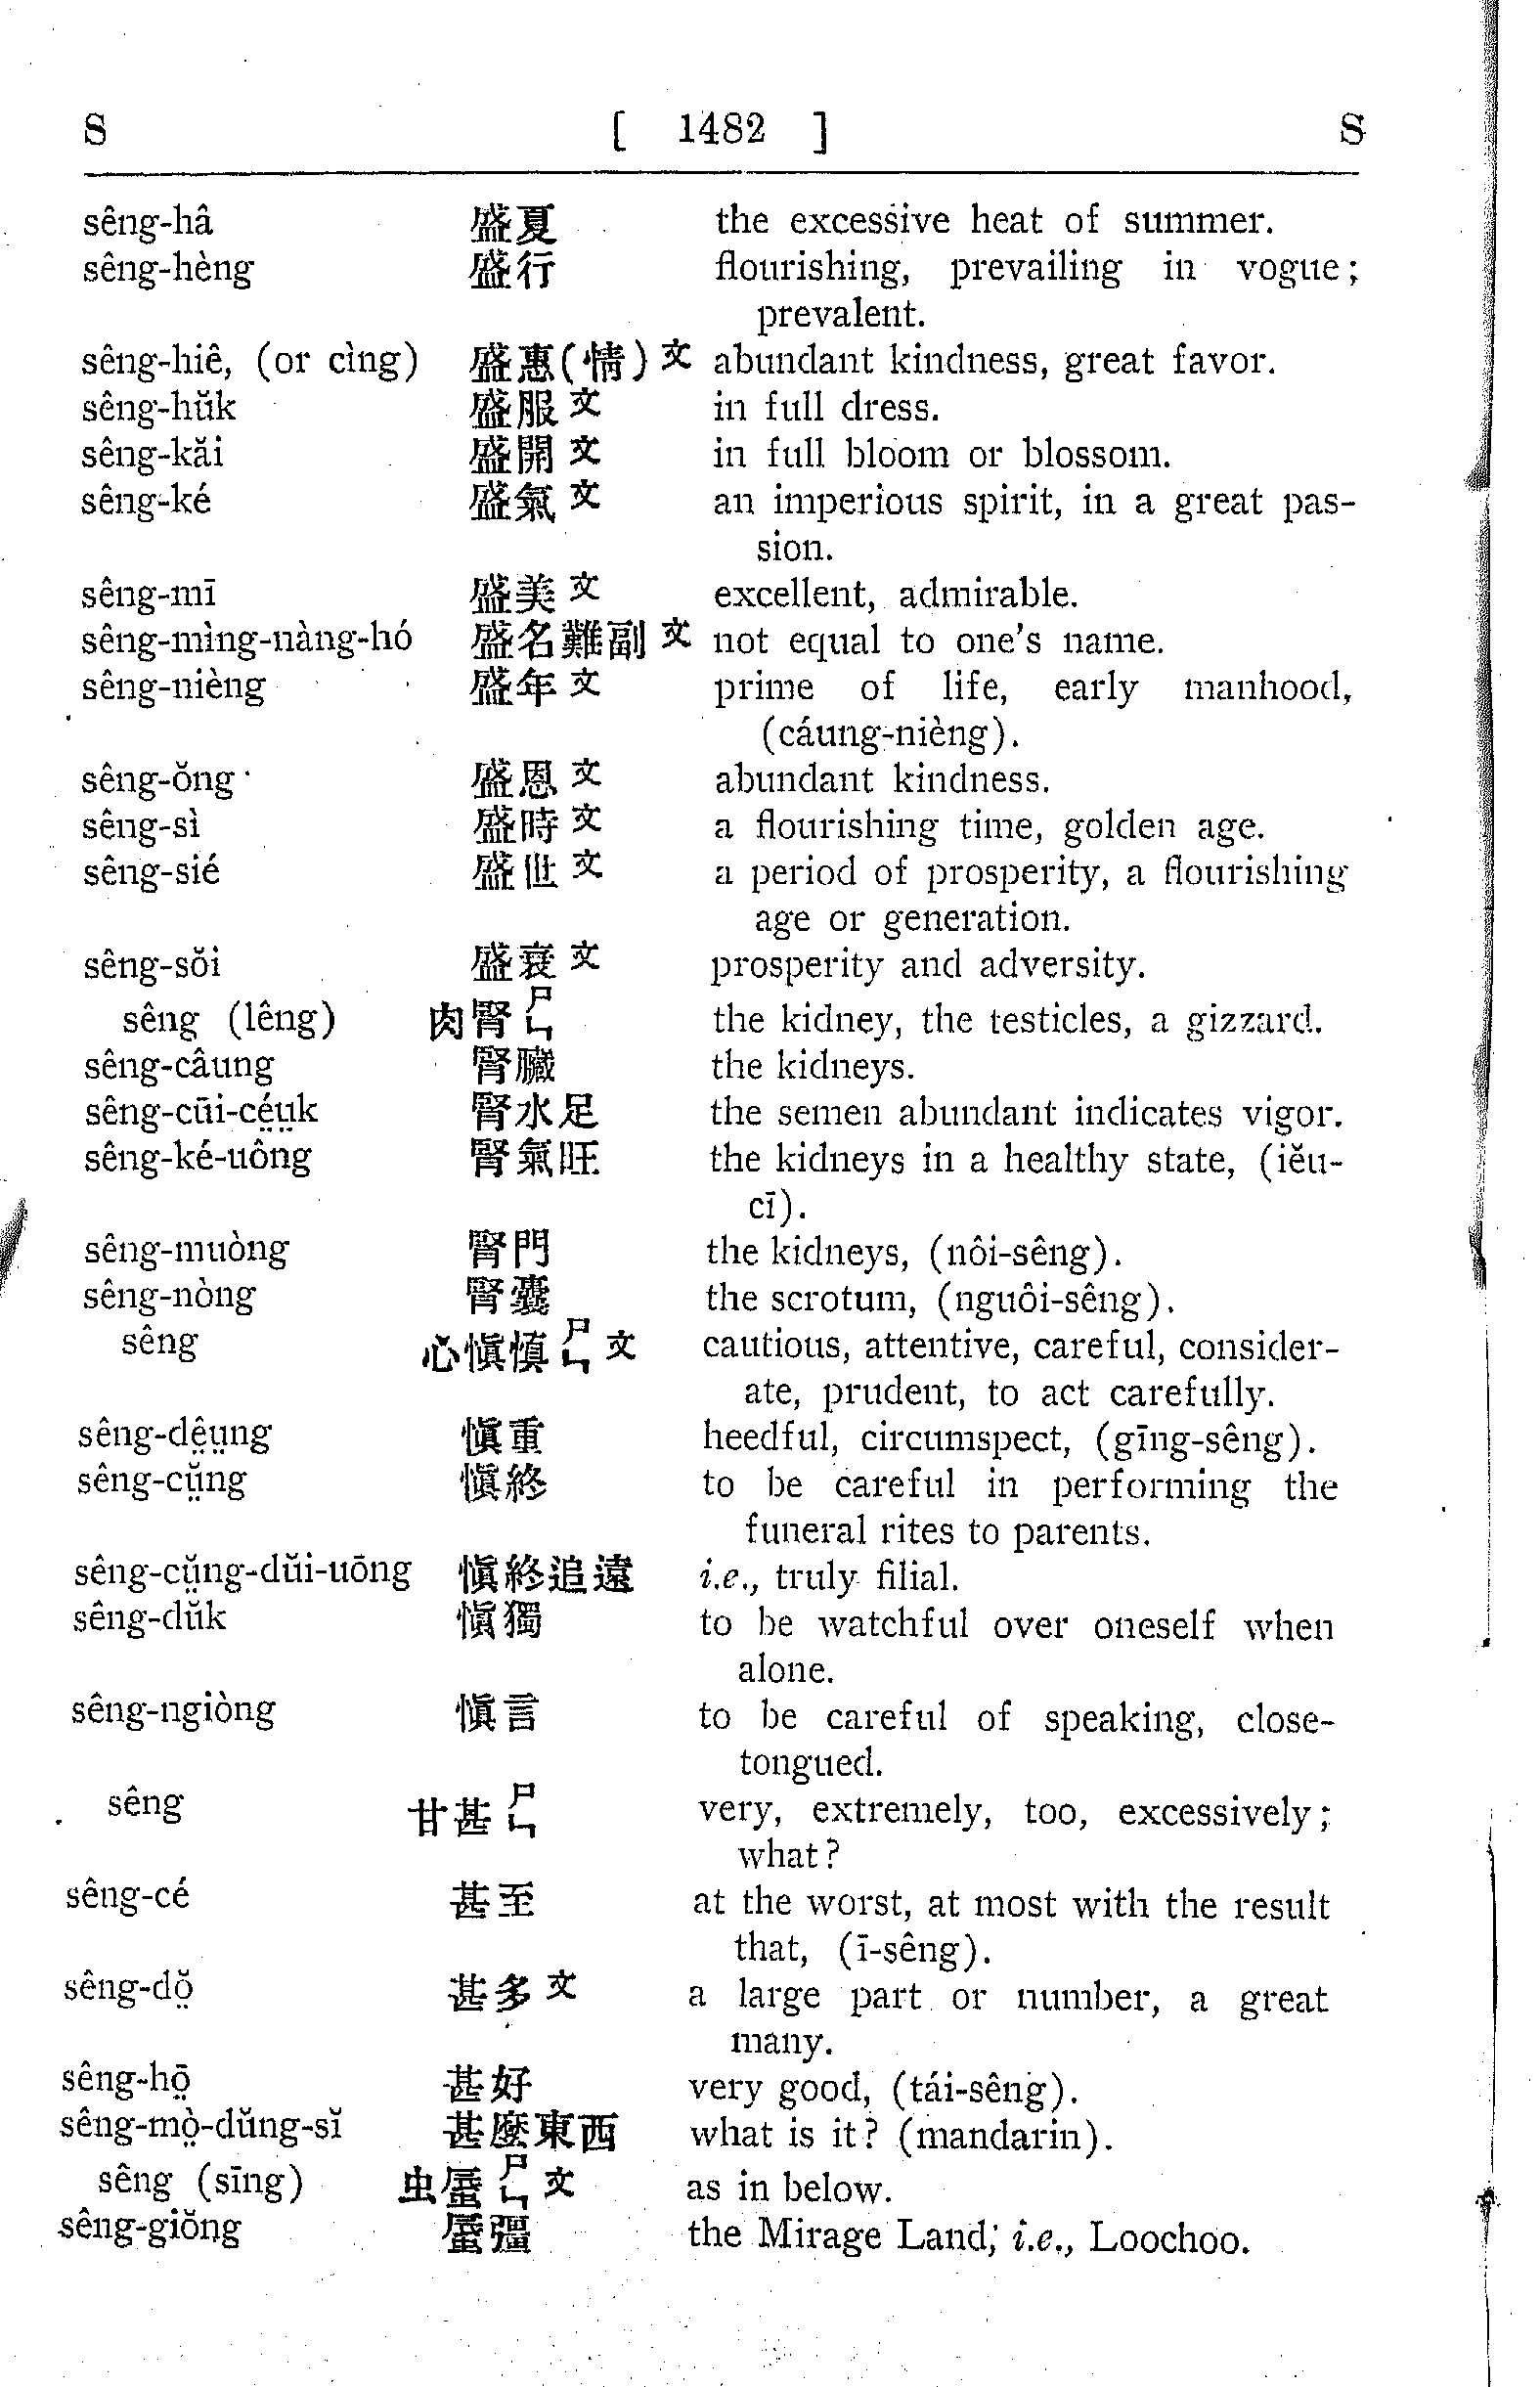 S [ 1482 ] S
sêng-hâ 盛夏 the excessive heat of summer.
sêng-hèng 盛行 flourishing, prevailing in vogue;
prevalent.
sêng-hiê, (or cìng) 盛惠(情)文 abundant kindness, great favor.
sêng-hŭk 盛服文 in full dress.
sêng-kăi 盛開文 in full bloom or blossom.
sêng-ké 盛氣文 an imperious spirit, in a great pas-
sion.
sêng-mī 盛美文 excellent, admirable.
sêng-mìng-nàng-hó 盛名難副文 not equal to one's name.
sêng-nièng 盛年文 prime of life, early manhood,
(cáung-nièng).
sêng-ŏng 盛恩文 abundant kindness.
sêng-sì 盛時文 a flourishing time, golden age.
sêng-sié 盛世文 a period of prosperity, a flourishing
age or generation.
sêng-sŏi 盛衰文 prosperity and adversity.
sêng (lêng) 肉腎 the kidney, the testicles, a gizzard.
sêng-câung 腎臟 the kidneys.
sêng-cūi-cé̤ṳk 腎水足 the semen abundant indicates vigor.
sêng-ké-uông 腎氣旺 the kidneys in a healthy state, (iĕu-
cī).
sêng-muòng 腎門 the kidneys, (nôi-sêng).
sêng-nòng 腎囊 the scrotum, (nguôi-sêng).
sêng 心愼慎文 cautious, attentive, careful, consider-
ate, prudent, to act carefully.
sêng-dê̤ṳng 愼重 heedful, circumspect, (gīng-sêng).
sêng-cṳ̆ng 愼終 to be careful in performing the
funeral rites to parents.
sêng-cṳ̆ng-dŭi-uōng 愼終追遠 i.e., truly filial.
sêng-dŭk 愼獨 to be watchful over oneself when
alone.
sêng-ngiòng 愼言 to be careful of speaking, close-
tongued.
sêng 甘甚 very, extremely, too, excessively;
what?
sêng-cé 甚至 at the worst, at most with the result
that, (ī-sêng).
sêng-dŏ̤ 甚多文 a large part or number, a great
many.
sêng-hō̤ 甚好 very good, (tái-sêng).
sêng-mò̤-dŭng-sĭ 甚麼東西 what is it? (mandarin).
sêng (sīng) 虫蜃文 as in below.
sêng-giŏng 蜃疆 the Mirage Land; i.e., Loochoo.